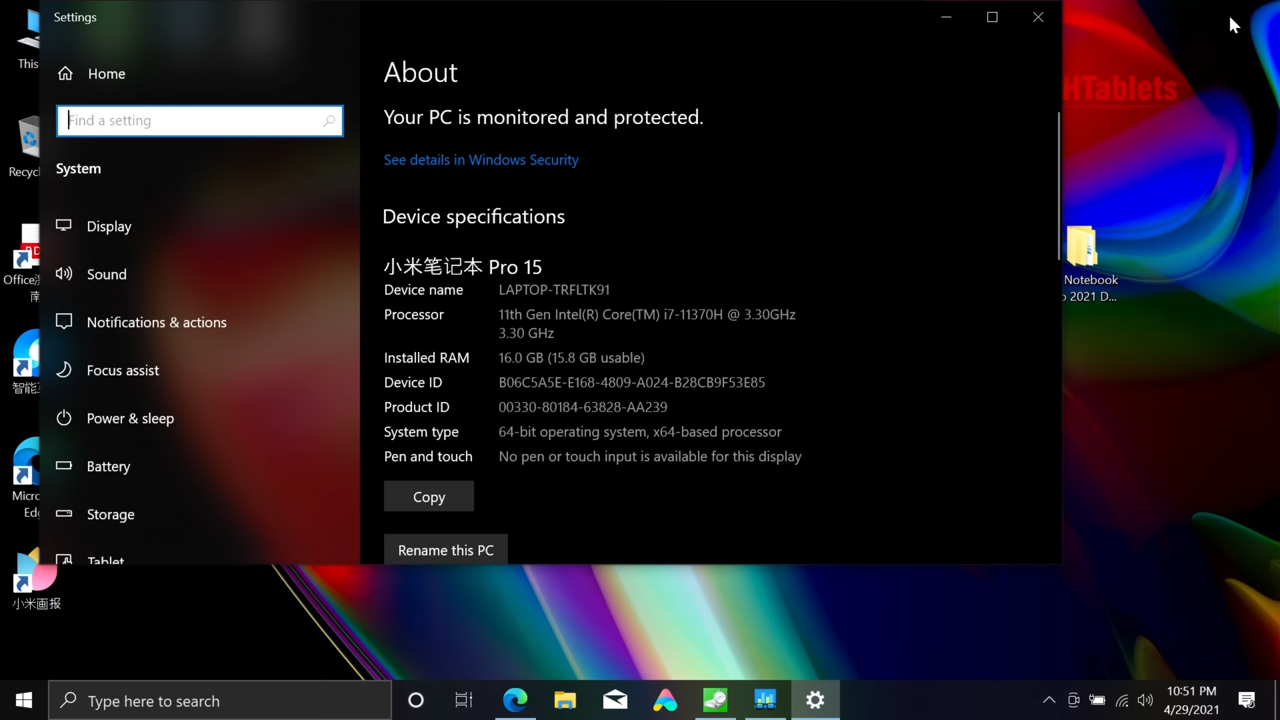 Settings
Home
Find a setting
System
Display
Sound
Notifications & actions
Focus assist
Power & sleep
Battery
Storage
Tablet
About
Your PC is monitored and protected.
See details in Windows Security
Device specifications
小米笔记本 Pro 15
Device name LAPTOP-TRFLTK91
Processor 11th Gen Intel(R) Core(TM) i7-11370H @ 3.30GHz
3.30 GHz
Installed RAM 16.0 GB (15.8 GB usable)
Device ID B06C5A5E-E168-4809-A024-B28CB9F53E85
Product ID 00330-80184-63828-AA239
System type 64-bit operating system, x64-based processor
Pen and touch No pen or touch input is available for this display
Copy
Rename this PC
This
Recyc
Office
南
智能
Micro
Ed
小米画报
HTablets
Notebook
o 2021 D...
Type here to search
10:51 PM
4/29/2021